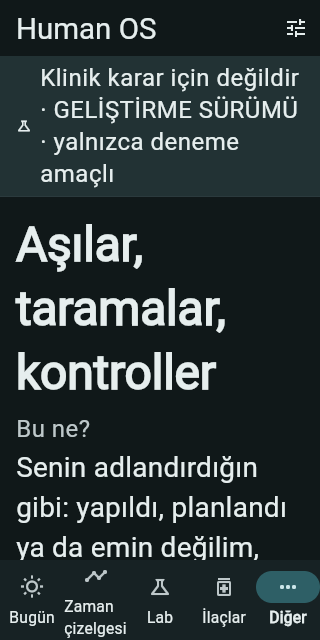 Human OS
Klinik karar için değildir
· GELİŞTİRME SÜRÜMÜ
· yalnızca deneme
amaçlı
Aşılar,
taramalar,
kontroller
Bu ne?
Senin adlandırdığın
gibi: yapıldı, planlandı
ya da emin değilim,
Bugün
Zaman
çizelgesi
Lab
İlaçlar
Diğer